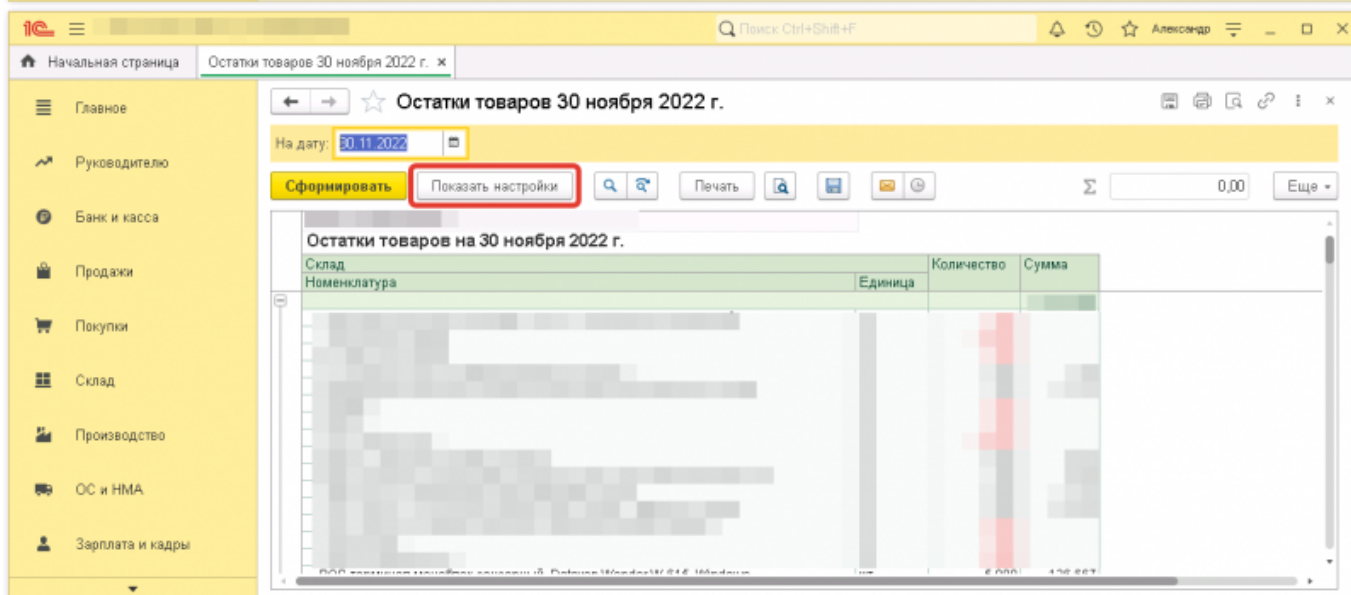 1С Поиск Ctrl+Shift+F Александр
Начальная страница Остатки товаров 30 ноября 2022 г.
Главное
Руководителю
Банк и касса
Продажи
Покупки
Склад
Производство
ОС и НМА
Зарплата и кадры
Остатки товаров 30 ноября 2022 г.
На дату: 30.11.2022
Сформировать Показать настройки Печать Σ 0,00 Еще
Остатки товаров на 30 ноября 2022 г.
Склад Количество Сумма
Номенклатура Единица